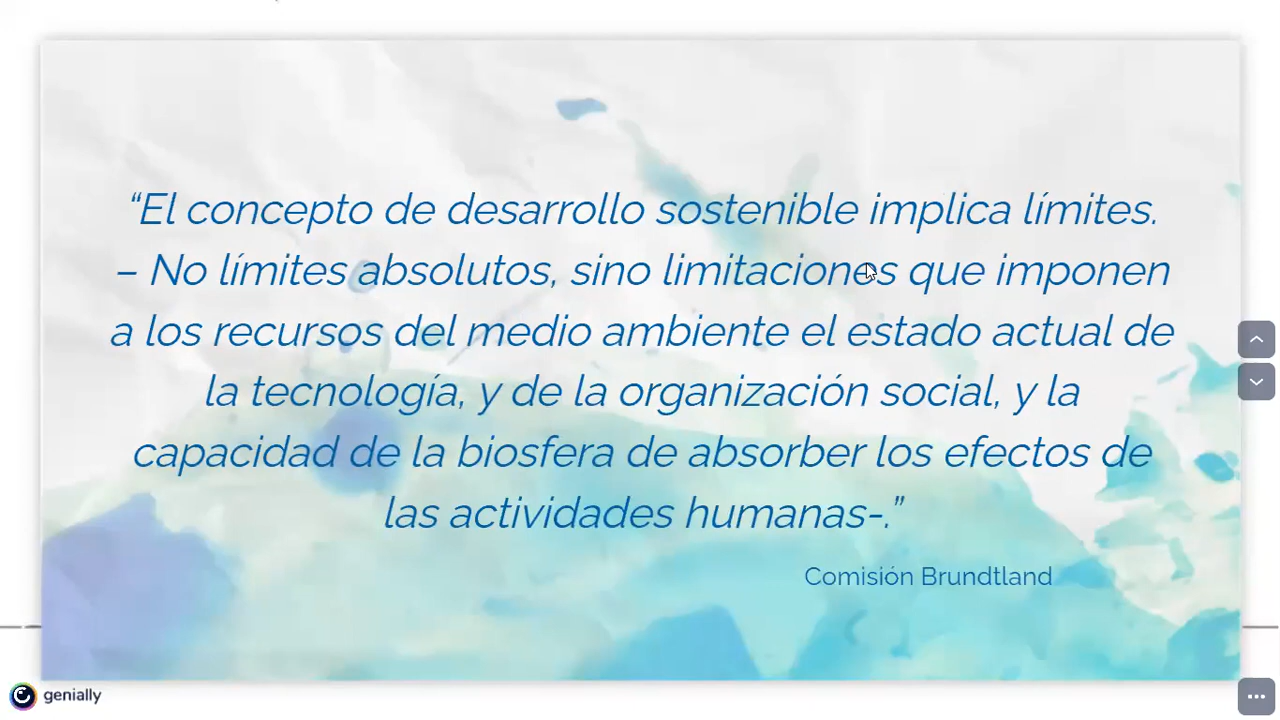 “El concepto de desarrollo sostenible implica límites.
– No límites absolutos, sino limitaciones que imponen
a los recursos del medio ambiente el estado actual de
la tecnología, y de la organización social, y la
capacidad de la biosfera de absorber los efectos de
las actividades humanas-.”
Comisión Brundtland
genially